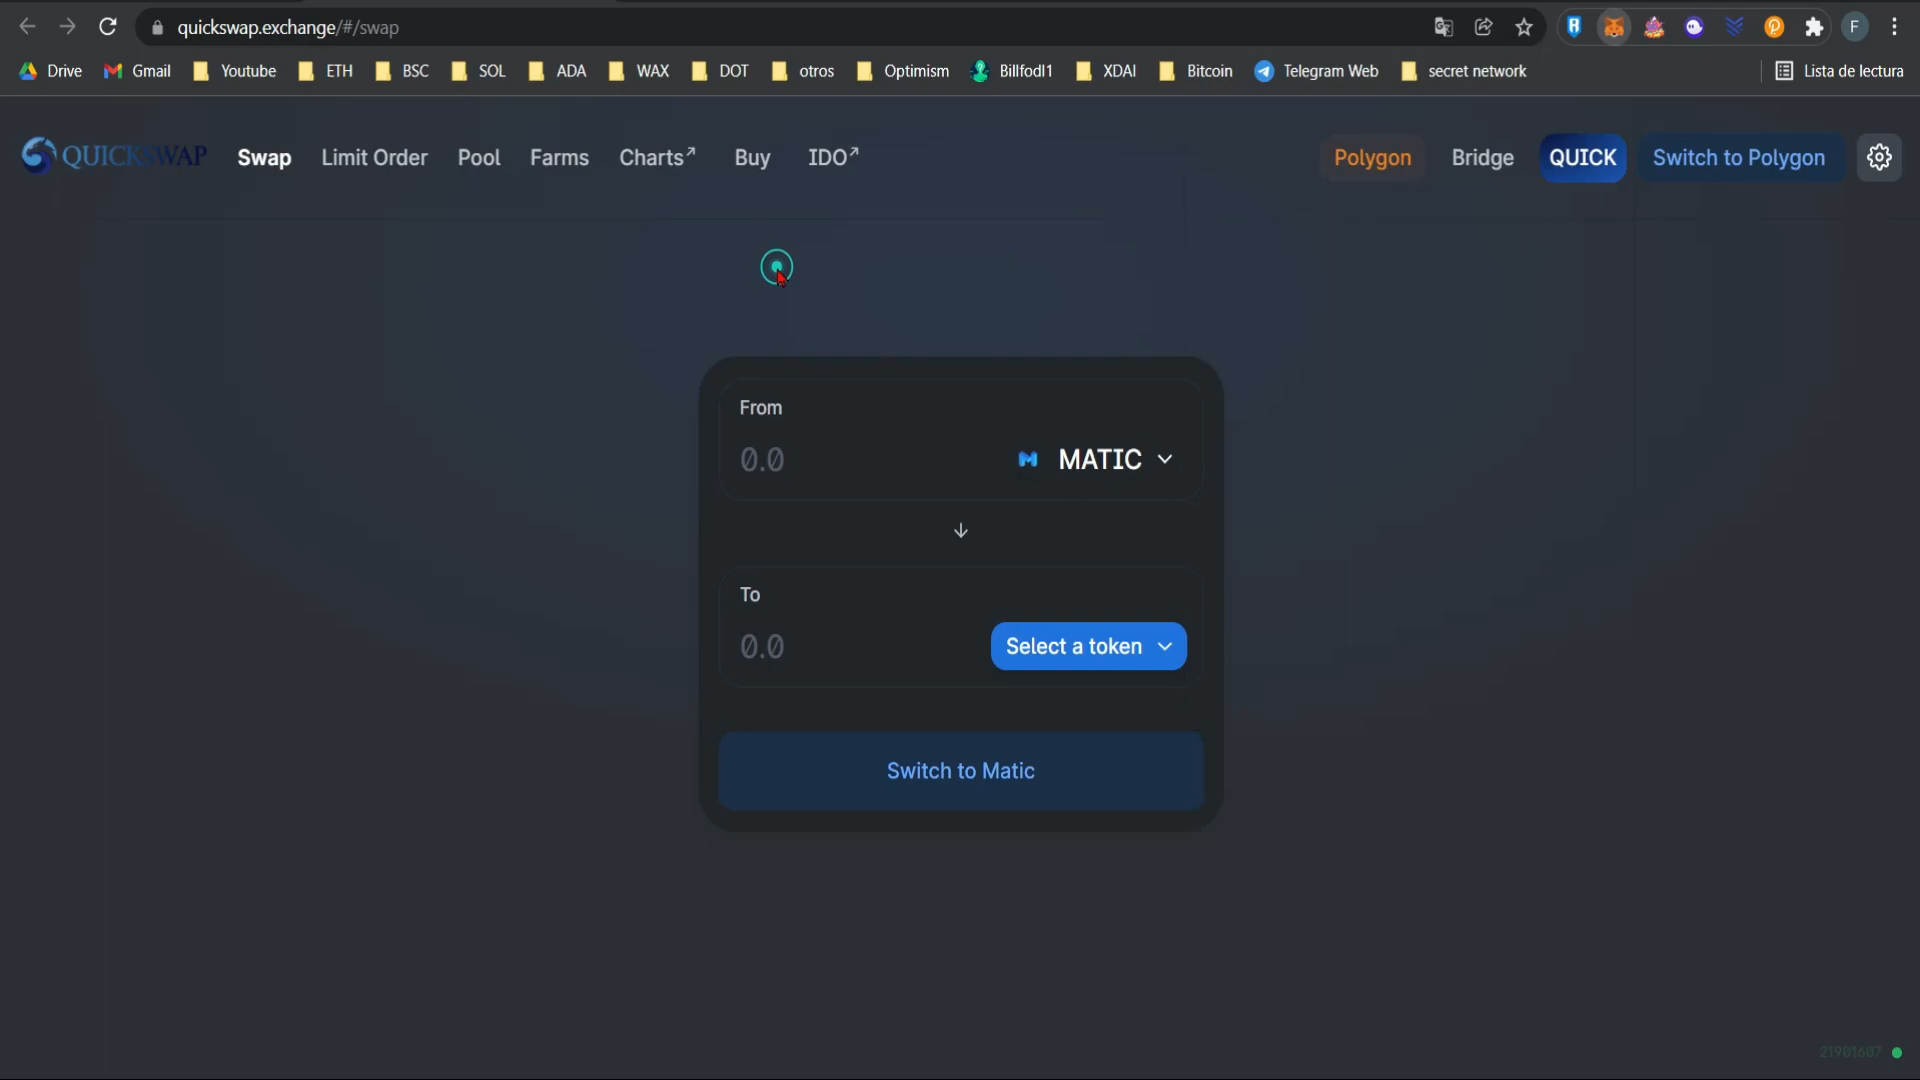 quickswap.exchange/#/swap
F
Drive Gmail Youtube ETH BSC SOL ADA WAX DOT otros Optimism Billfodl1 XDAI Bitcoin Telegram Web secret network Lista de lectura
QUICKSWAP Swap Limit Order Pool Farms Charts↗ Buy IDO↗ Polygon Bridge QUICK Switch to Polygon
From
0.0 MATIC
To
0.0 Select a token
Switch to Matic
21901607